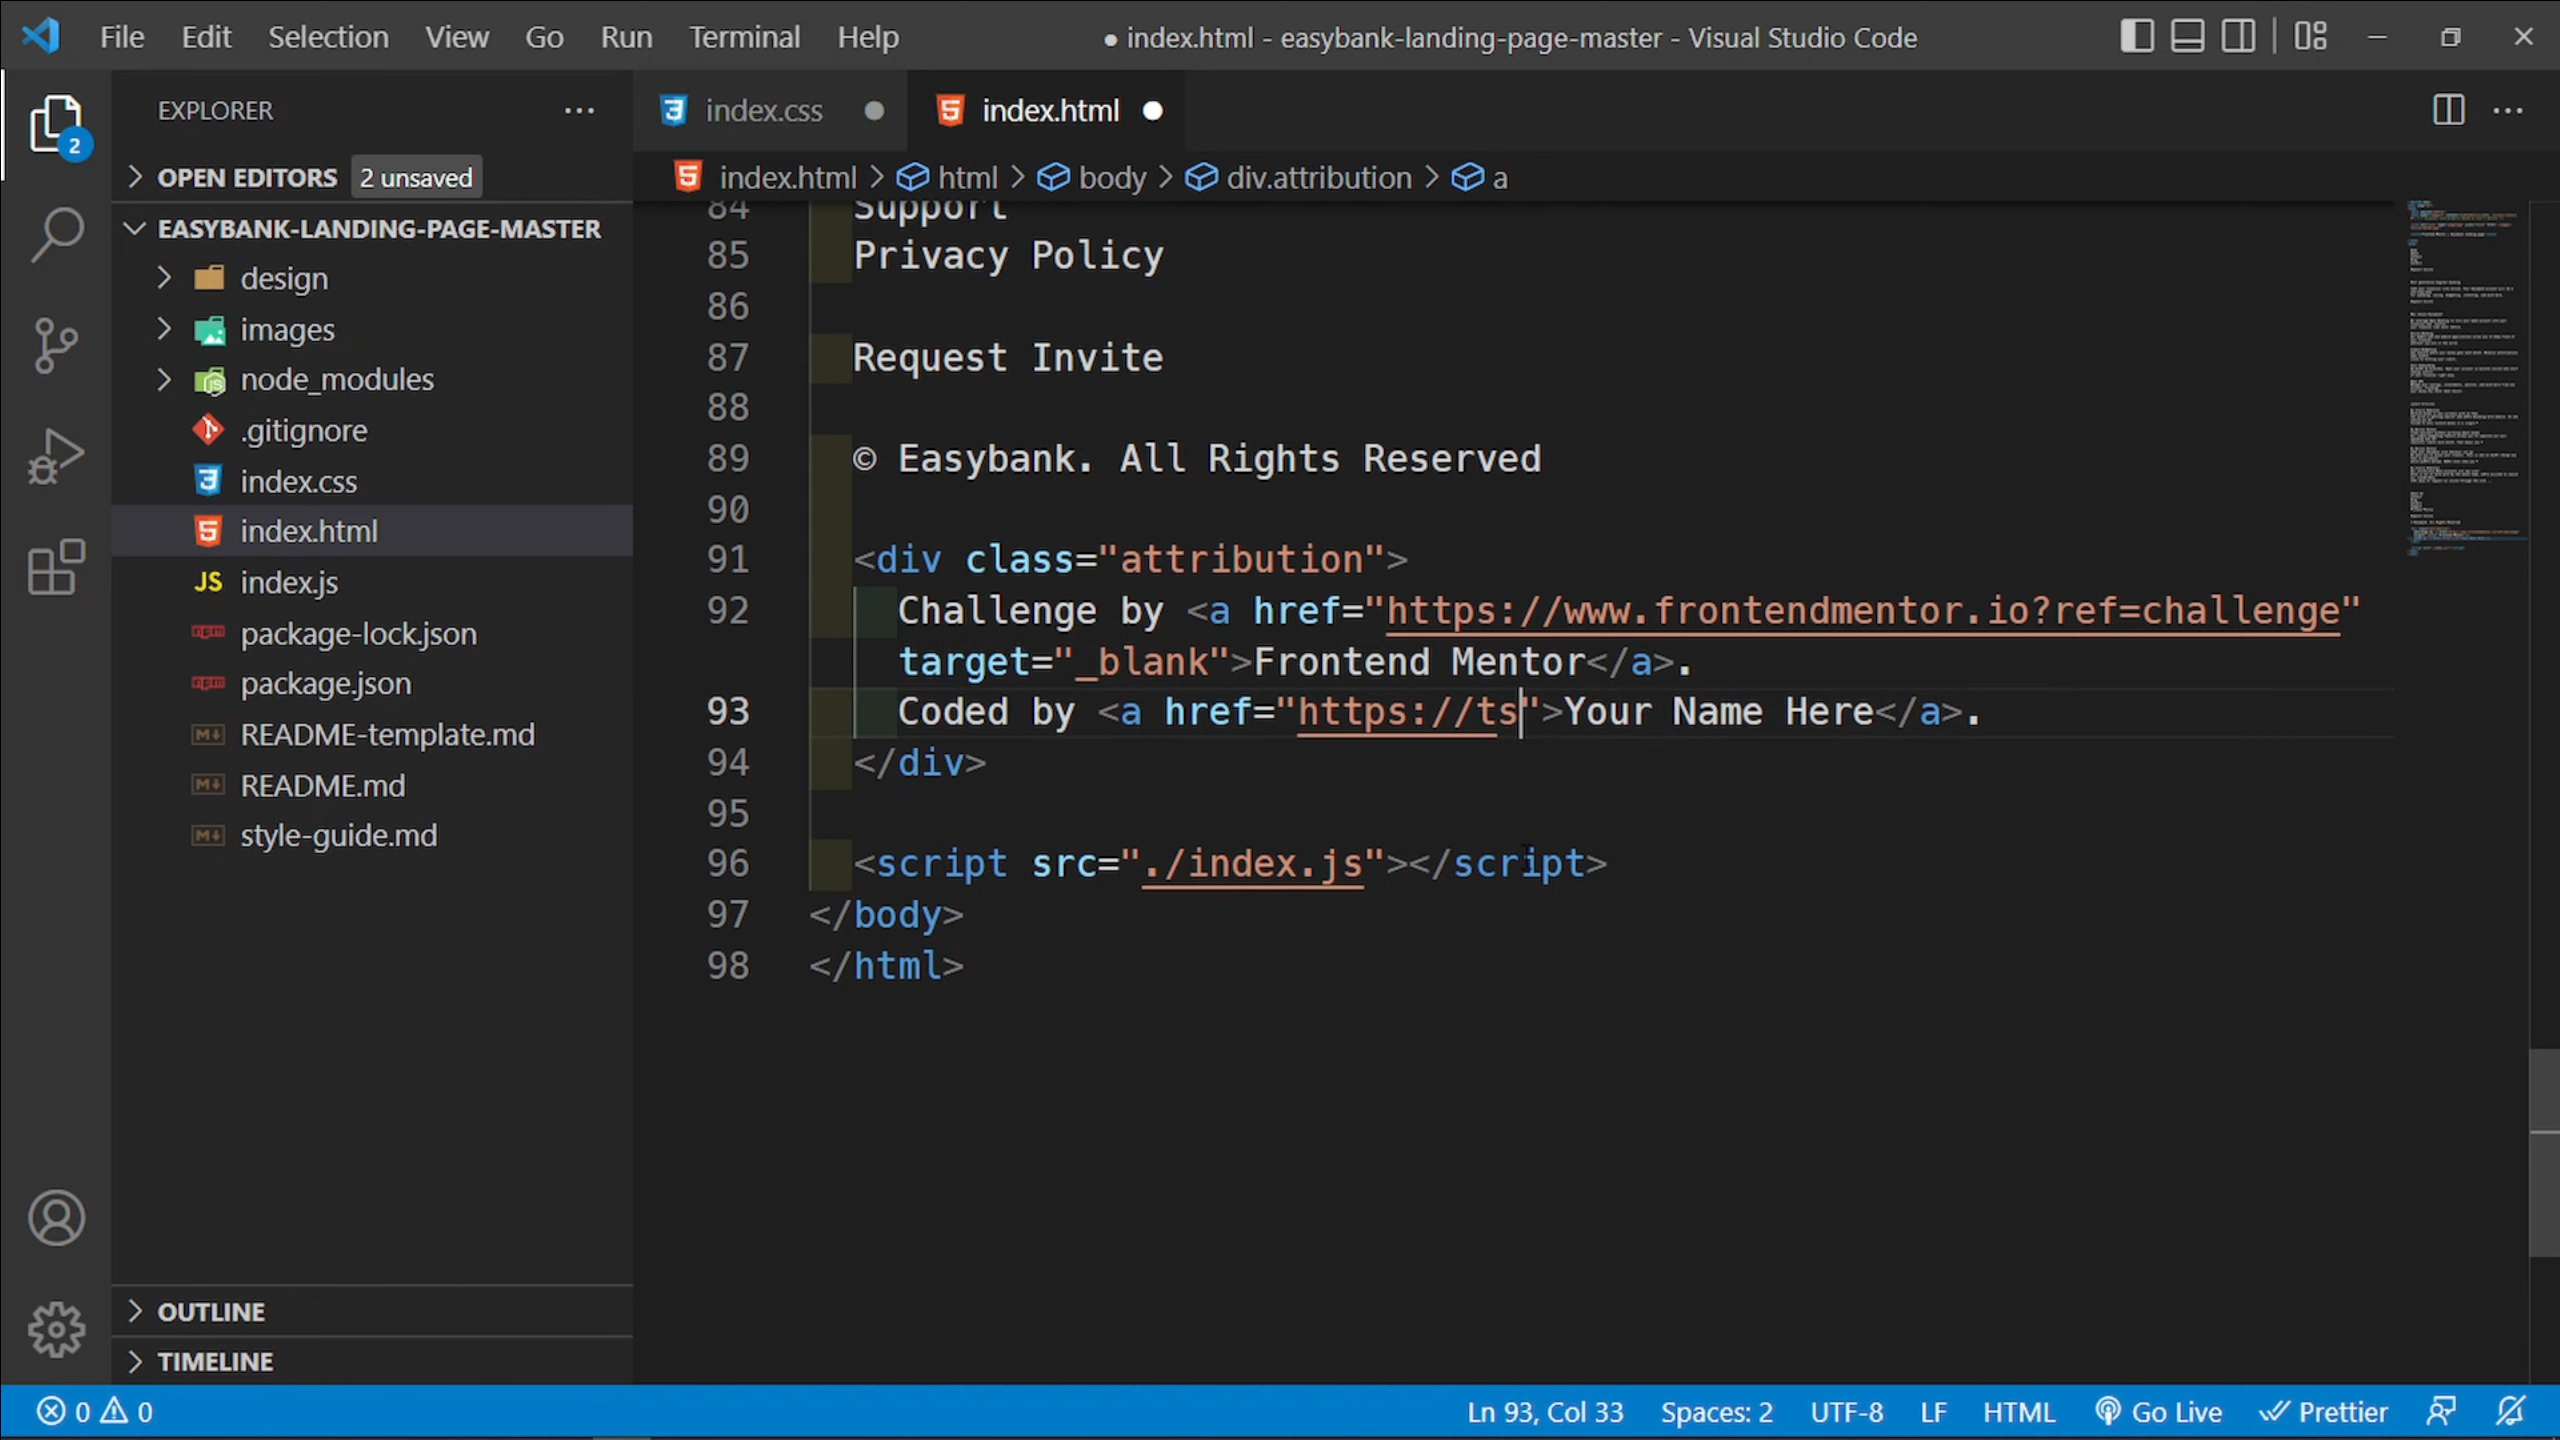 File Edit Selection View Go Run Terminal Help ● index.html - easybank-landing-page-master - Visual Studio Code
EXPLORER ···
index.css ● index.html ●
OPEN EDITORS 2 unsaved
index.html > html > body > div.attribution > a
2
EASYBANK-LANDING-PAGE-MASTER
design
images
node_modules
.gitignore
index.css
index.html
JS index.js
package-lock.json
package.json
README-template.md
README.md
style-guide.md
OUTLINE
TIMELINE
84 Support
85 Privacy Policy
86
87 Request Invite
88
89 © Easybank. All Rights Reserved
90
91 <div class="attribution">
92 Challenge by <a href="https://www.frontendmentor.io?ref=challenge"
target="_blank">Frontend Mentor</a>.
93 Coded by <a href="https://ts">Your Name Here</a>.
94 </div>
95
96 <script src="./index.js"></script>
97 </body>
98 </html>
0 0 Ln 93, Col 33 Spaces: 2 UTF-8 LF HTML Go Live Prettier